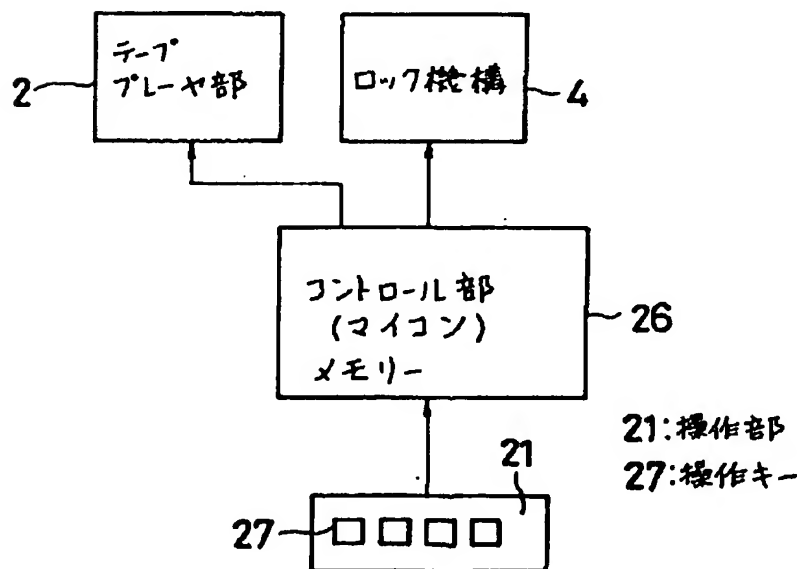 テープ
プレーヤ部
2
ロック機構
4
コントロール部
(マイコン)
メモリー
26
21:操作部
27:操作キー
21
27